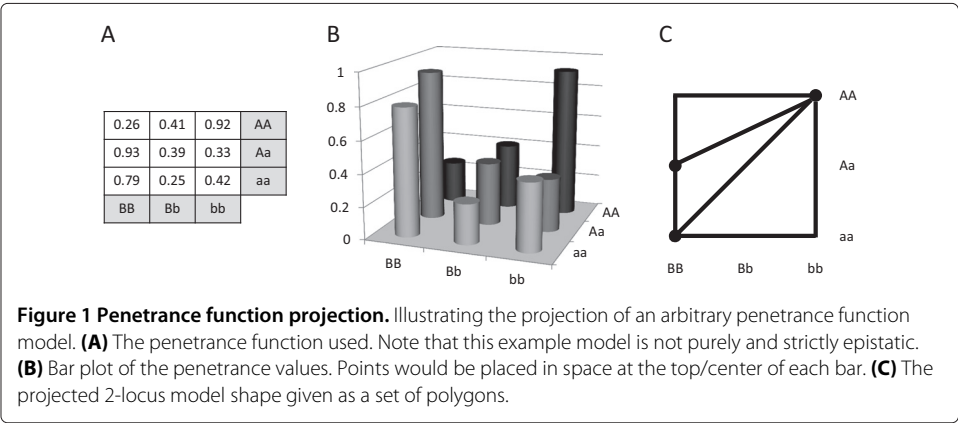 A
B
C
0.26 0.41 0.92 AA
0.93 0.39 0.33 Aa
0.79 0.25 0.42 aa
BB Bb bb
1
0.8
0.6
0.4
0.2
0
BB
Bb
bb
aa
Aa
AA
AA
Aa
aa
BB Bb bb
Figure 1 Penetrance function projection. Illustrating the projection of an arbitrary penetrance function
model. (A) The penetrance function used. Note that this example model is not purely and strictly epistatic.
(B) Bar plot of the penetrance values. Points would be placed in space at the top/center of each bar. (C) The
projected 2-locus model shape given as a set of polygons.